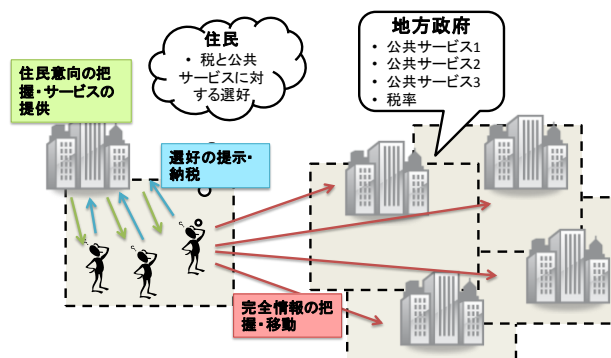 住民
• 税と公共
サービスに対
する選好
地方政府
• 公共サービス1
• 公共サービス2
• 公共サービス3
• 税率
住民意向の把
握・サービスの
提供
選好の提示・
納税
完全情報の把
握・移動